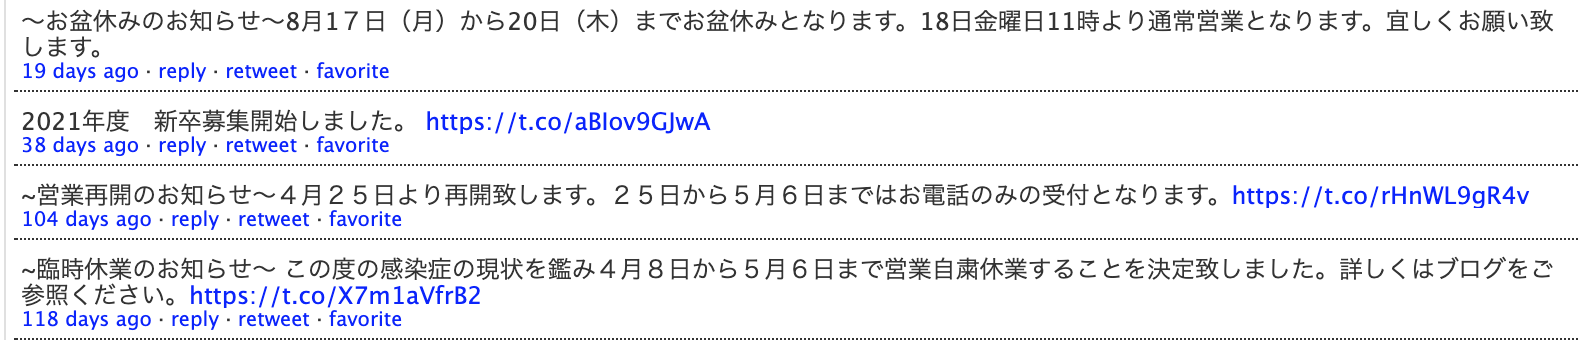 ～お盆休みのお知らせ～8月1７日（月）から20日（木）までお盆休みとなります。18日金曜日11時より通常営業となります。宜しくお願い致
します。
19 days ago · reply · retweet · favorite
2021年度　新卒募集開始しました。 https://t.co/aBIov9GJwA
38 days ago · reply · retweet · favorite
~営業再開のお知らせ～４月２５日より再開致します。２５日から５月６日まではお電話のみの受付となります。https://t.co/rHnWL9gR4v
104 days ago · reply · retweet · favorite
~臨時休業のお知らせ～ この度の感染症の現状を鑑み４月８日から５月６日まで営業自粛休業することを決定致しました。詳しくはブログをご
参照ください。https://t.co/X7m1aVfrB2
118 days ago · reply · retweet · favorite